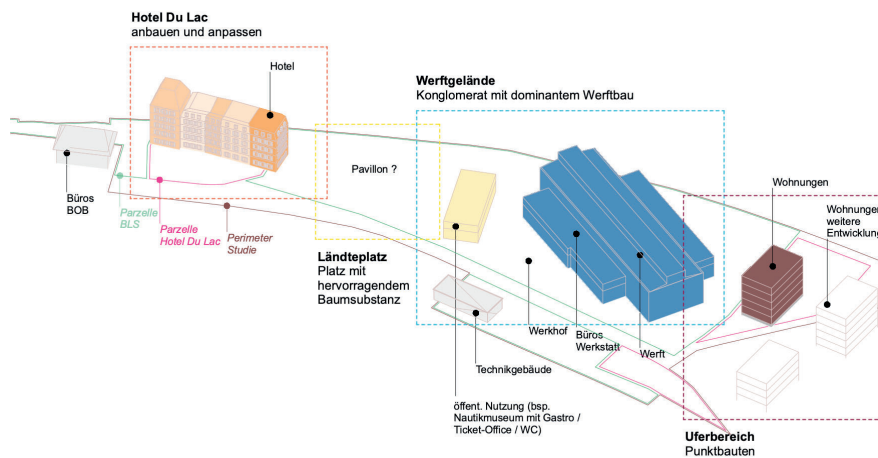 Hotel Du Lac
anbauen und anpassen
Hotel
Werftgelände
Konglomerat mit dominantem Werftbau
Pavillon ?
Büros
BOB
Parzelle
BLS
Parzelle
Hotel Du Lac
Perimeter
Studie
Wohnungen
Wohnungen
weitere
Entwicklung
Ländteplatz
Platz mit
hervorragendem
Baumsubstanz
Werkhof
Büros
Werkstatt
Werft
Technikgebäude
öffent. Nutzung (bsp.
Nautikmuseum mit Gastro /
Ticket-Office / WC)
Uferbereich
Punktbauten